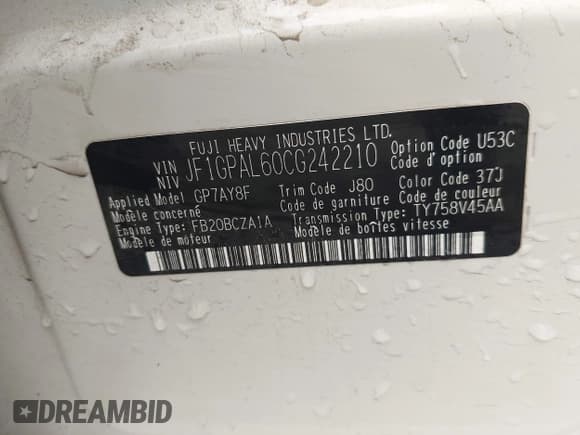 FUJI HEAVY INDUSTRIES LTD.
VIN
NIV JF1GPAL60CG242210 Option Code U53C
Applied Model GP7AY8F Trim Code J80 Color Code 37J
Modèle concerné Code de garniture Code de couleur
Engine Type: FB20BCZA1A Transmission Type: TY758V45AA
Modèle de moteur Modèle de boîtes vitesse
DREAMBID